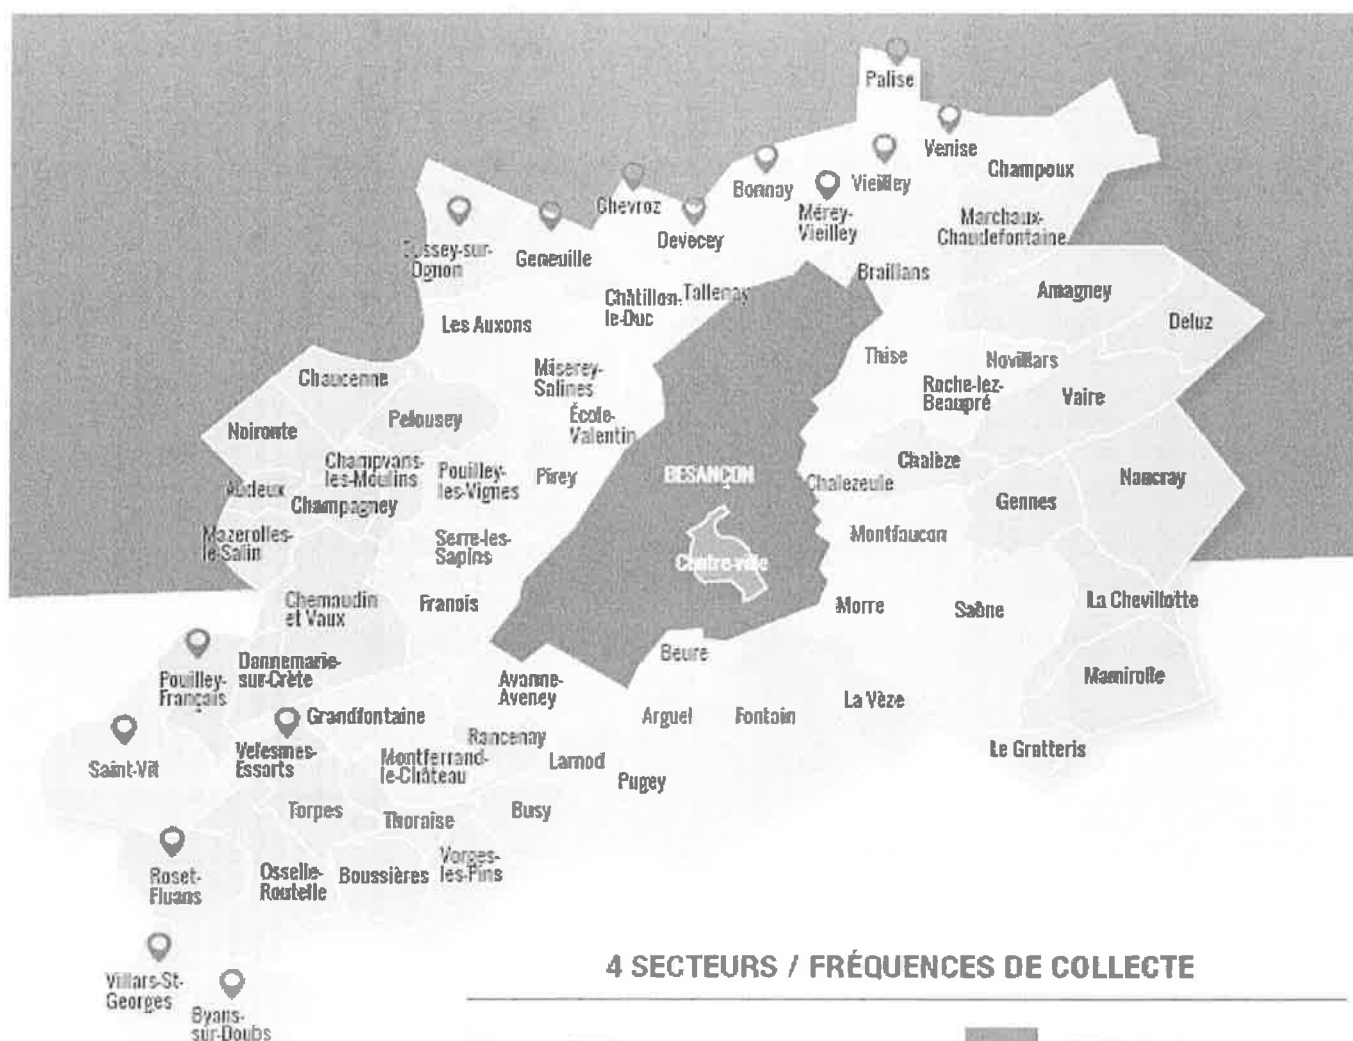 Palise
Venise
Champoux
Vieilley
Bonnay
Chevroz
Mérey-
Vieilley
Marchaux-
Chaudefontaine
Devecey
Cussey-sur-
Ognon
Geneuille
Braillans
Amagney
Tallenay
Châtillon-
le-Duc
Les Auxons
Deluz
Thise
Novillars
Miserey-
Salines
Chaucenne
Roche-lez-
Beaupré
Vaire
Pelousey
École-
Valentin
Noironte
Chalèze
Champvans-
les-Moulins
Pouilley-
les-Vignes
Pirey
BESANÇON
Chalezeule
Nancray
Audeux
Champagney
Gennes
Mazerolles-
le-Salin
Serre-les-
Sapins
Montfaucon
Centre-ville
Chemaudin
et Vaux
Franois
Morre
Saône
La Chevillotte
Beure
Dannemarie-
sur-Crète
Pouilley-
Français
Avanne-
Aveney
Mamirolle
La Vèze
Grandfontaine
Arguel
Fontain
Rancenay
Velesmes-
Essarts
Montferrand-
le-Château
Le Gratteris
Saint-Vit
Larnod
Pugey
Torpes
Thoraise
Busy
Vorges-
les-Pins
Roset-
Fluans
Osselle-
Routelle
Boussières
Villars-St-
Georges
Byans-
sur-Doubs
4 SECTEURS / FRÉQUENCES DE COLLECTE